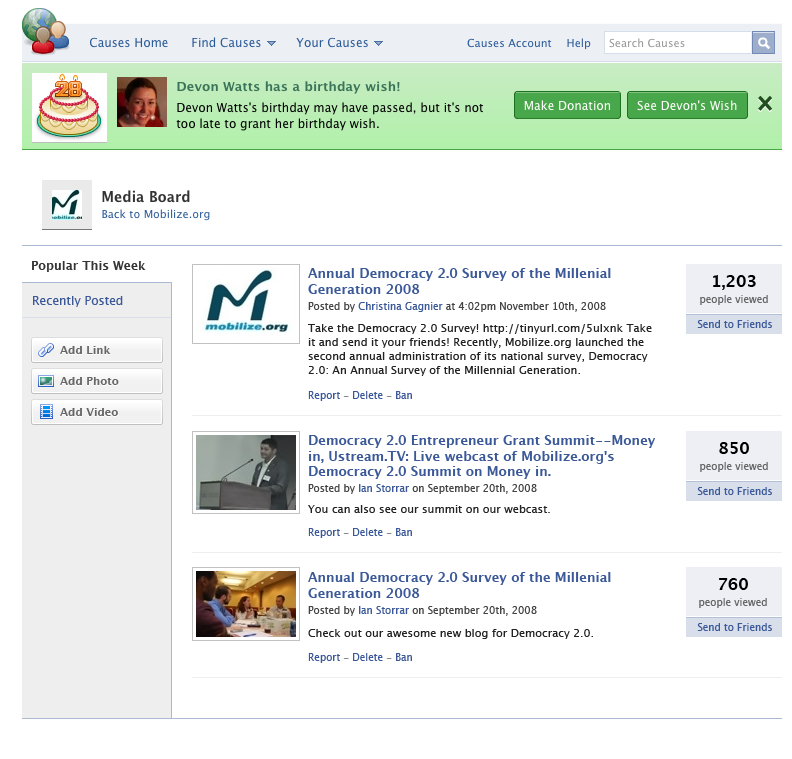 Causes Home
Find Causes
Your Causes
Causes Account
Help
Search Causes
28
Devon Watts has a birthday wish!
Devon Watts's birthday may have passed, but it's not
too late to grant her birthday wish.
Make Donation
See Devon's Wish
mobilize.or
Media Board
Back to Mobilize.org
Popular This Week
Recently Posted
Add Link
Add Photo
Add Video
mobilize.org
Annual Democracy 2.0 Survey of the Millenial
Generation 2008
Posted by Christina Gagnier at 4:02pm November 10th, 2008
Take the Democracy 2.0 Survey! http://tinyurl.com/5ulxnk Take
it and send it your friends! Recently, Mobilize.org launched the
second annual administration of its national survey, Democracy
2.0: An Annual Survey of the Millennial Generation.
Report - Delete - Ban
1,203
people viewed
Send to Friends
Democracy 2.0 Entrepreneur Grant Summit--Money
in, Ustream.TV: Live webcast of Mobilize.org's
Democracy 2.0 Summit on Money in.
Posted by Ian Storrar on September 20th, 2008
You can also see our summit on our webcast.
Report - Delete - Ban
850
people viewed
Send to Friends
Annual Democracy 2.0 Survey of the Millenial
Generation 2008
Posted by Ian Storrar on September 20th, 2008
Check out our awesome new blog for Democracy 2.0.
Report - Delete - Ban
760
people viewed
Send to Friends